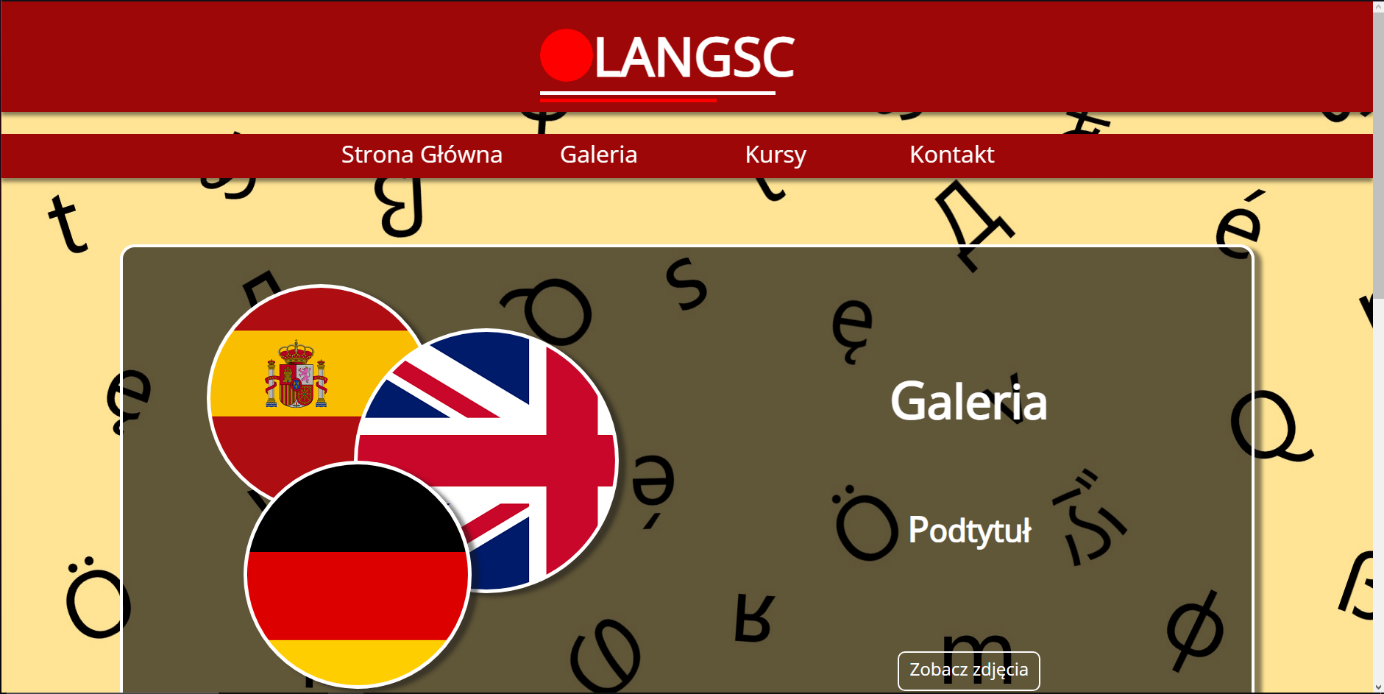 LANGSC
Strona Główna Galeria Kursy Kontakt
Galeria
Podtytuł
Zobacz zdjęcia